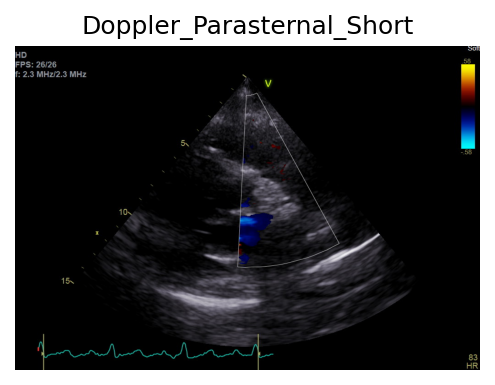 Doppler_Parasternal_Short
HD
FPS: 26/26
f: 2.3 MHz/2.3 MHz
V
58
-.58
5
10
x
15
83
HR